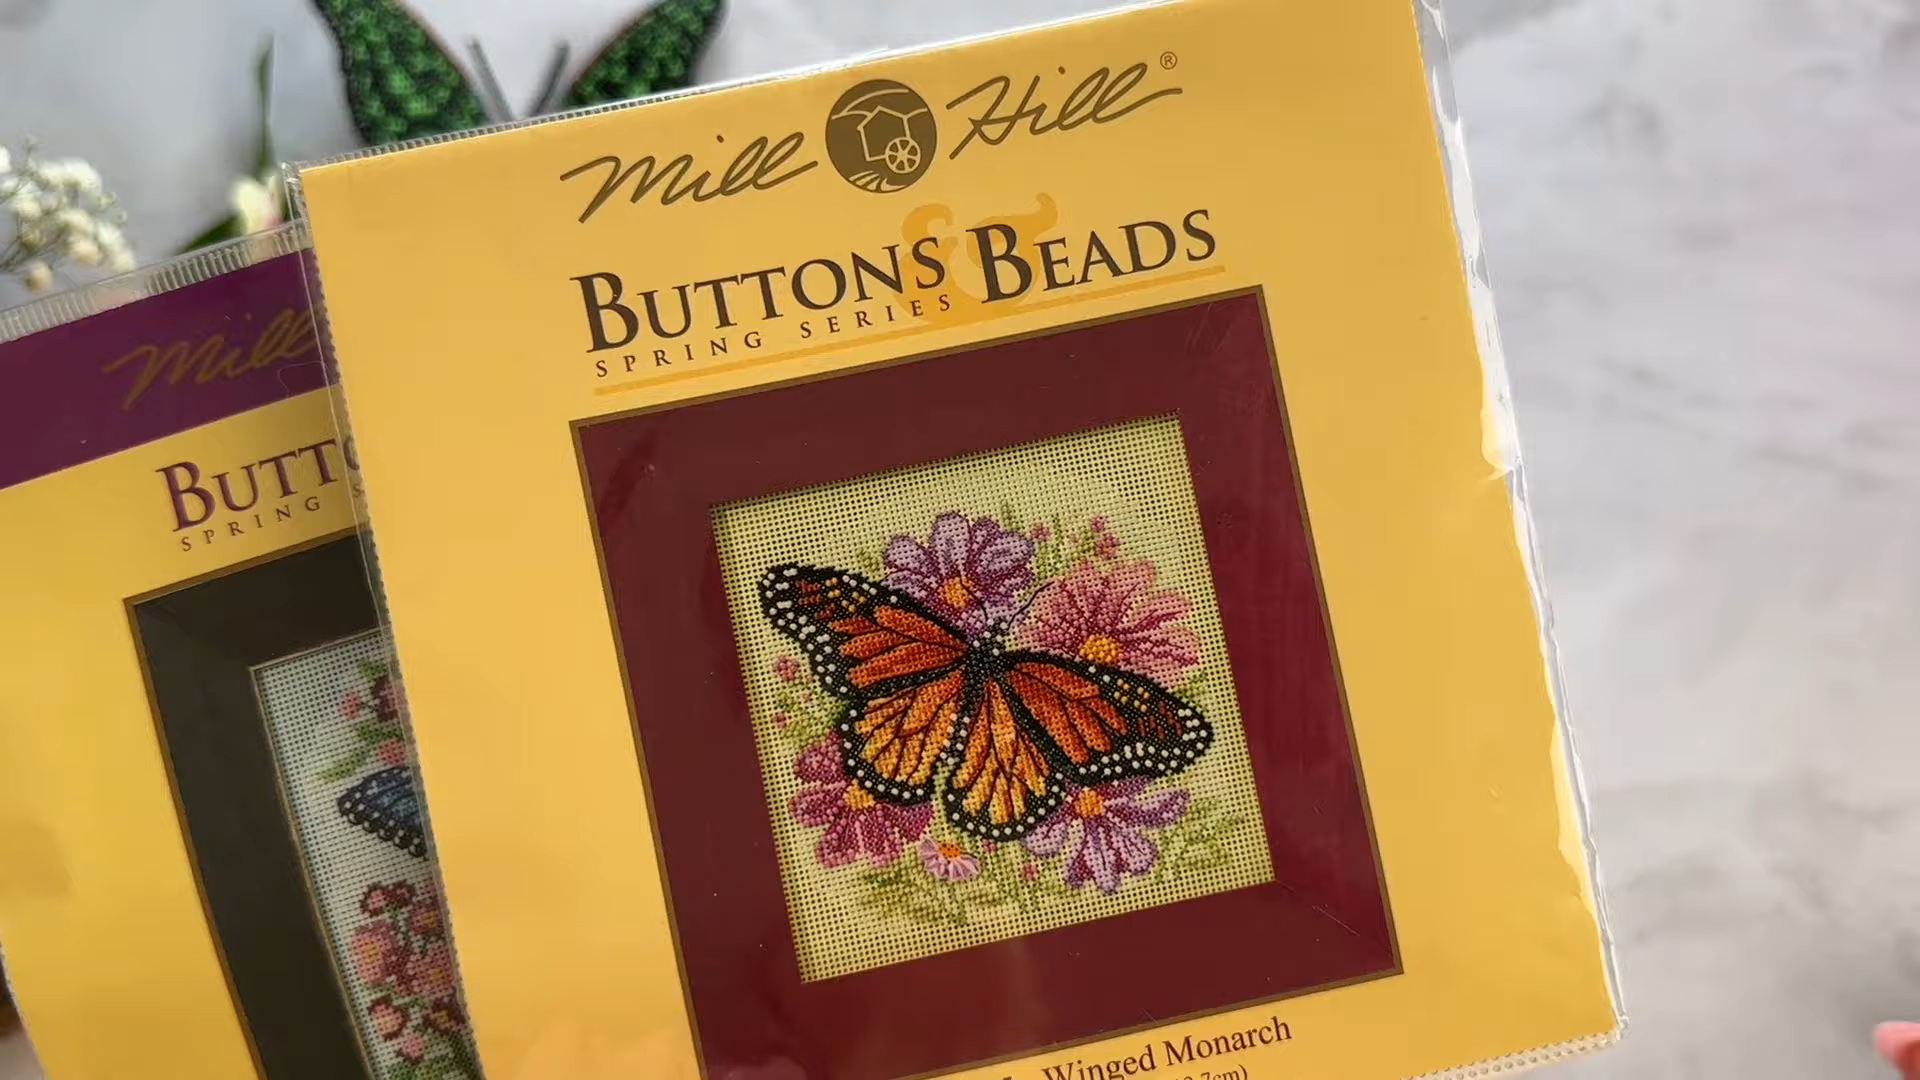 Mill Hill®
BUTTONS & BEADS
SPRING SERIES
Winged Monarch
Mill
BUTT
SPRING